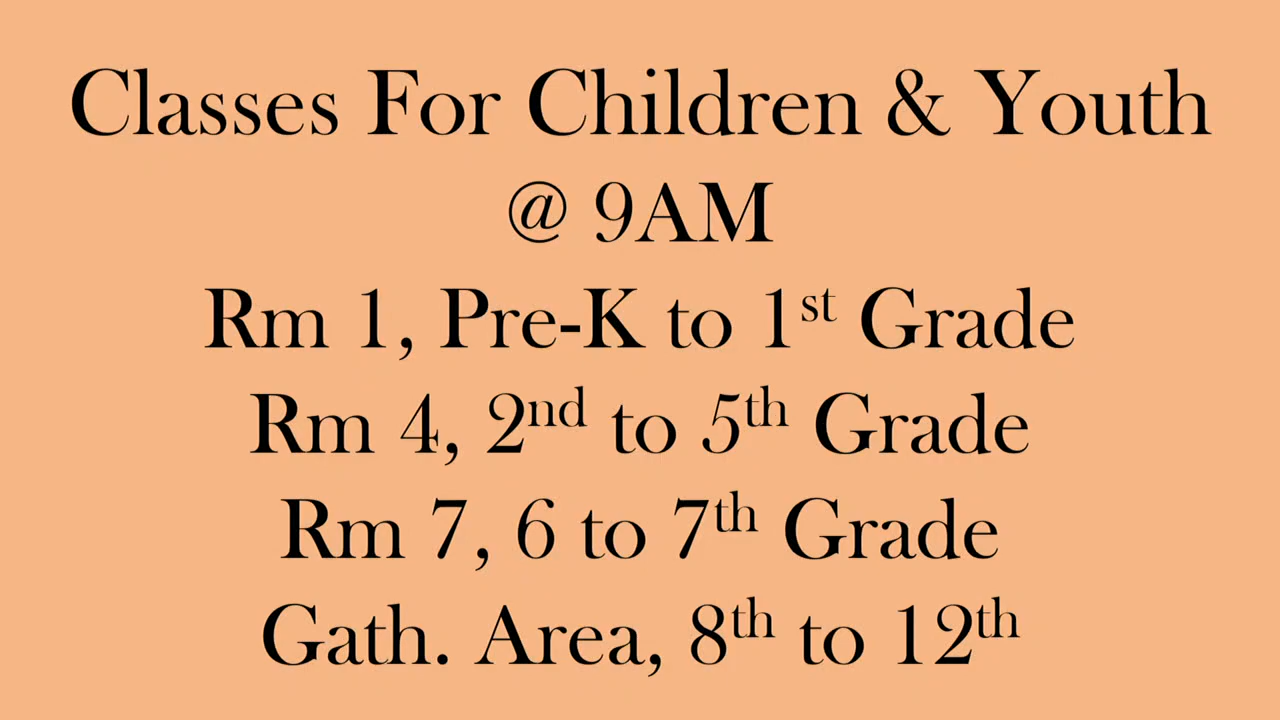 Classes For Children & Youth
@ 9AM
Rm 1, Pre-K to 1st Grade
Rm 4, 2nd to 5th Grade
Rm 7, 6 to 7th Grade
Gath. Area, 8th to 12th